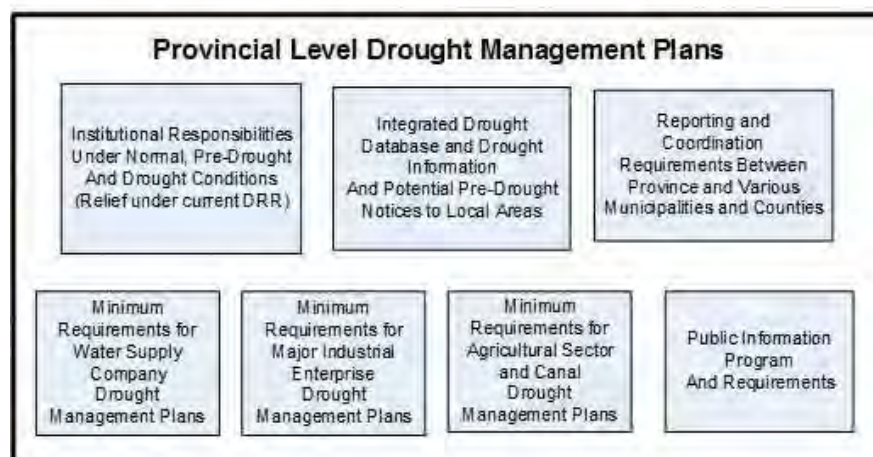 Provincial Level Drought Management Plans
Institutional Responsibilities
Under Normal, Pre-Drought
And Drought Conditions
(Relief under current DRR)
Integrated Drought
Database and Drought
Information
And Potential Pre-Drought
Notices to Local Areas
Reporting and
Coordination
Requirements Between
Province and Various
Municipalities and Counties
Minimum
Requirements for
Water Supply
Company
Drought
Management Plans
Minimum
Requirements for
Major Industrial
Enterprise
Drought
Management Plans
Minimum
Requirements for
Agricultural Sector
and Canal
Drought
Management Plans
Public Information
Program
And Requirements